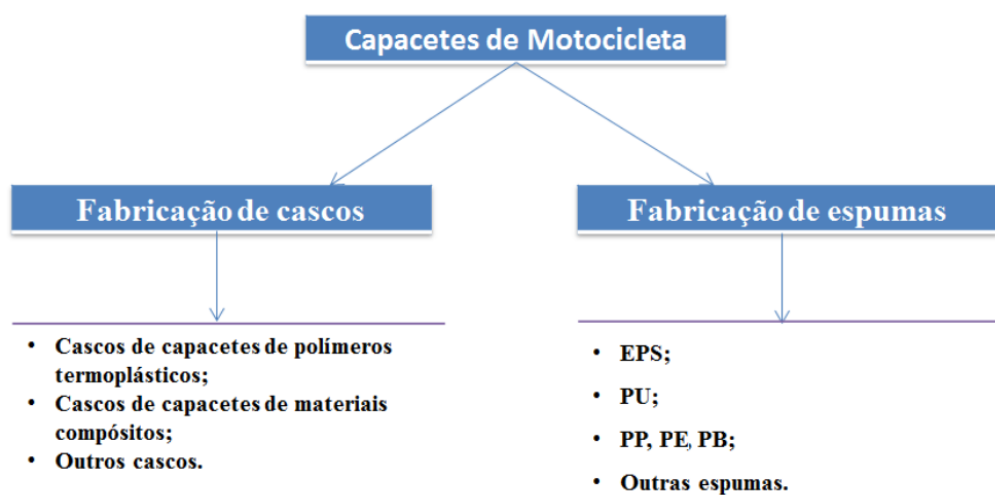 Capacetes de Motocicleta
Fabricação de cascos
Fabricação de espumas
• Cascos de capacetes de polímeros
termoplásticos;
• Cascos de capacetes de materiais
compósitos;
• Outros cascos.
• EPS;
• PU;
• PP, PE, PB;
• Outras espumas.